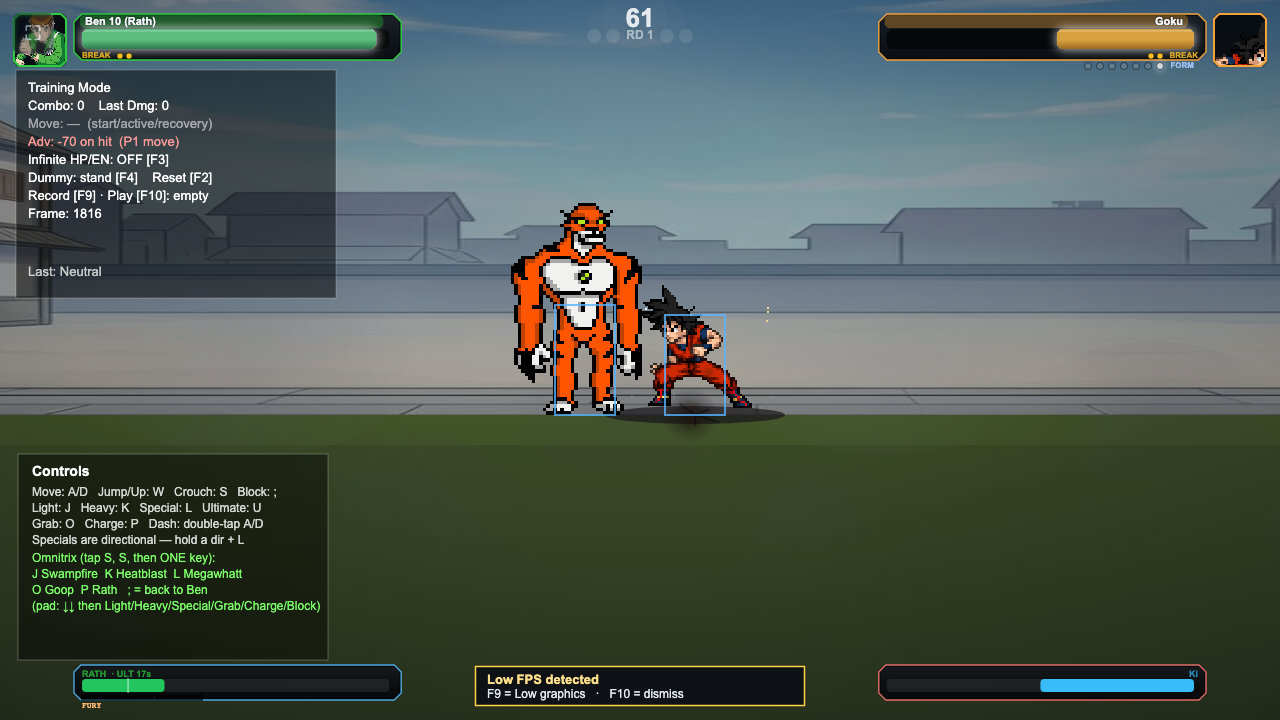 Ben 10 (Rath)
BREAK
61
RD 1
Goku
BREAK
FORM
Training Mode
Combo: 0 Last Dmg: 0
Move: — (start/active/recovery)
Adv: -70 on hit (P1 move)
Infinite HP/EN: OFF [F3]
Dummy: stand [F4] Reset [F2]
Record [F9] · Play [F10]: empty
Frame: 1816
Last: Neutral
Controls
Move: A/D Jump/Up: W Crouch: S Block: ;
Light: J Heavy: K Special: L Ultimate: U
Grab: O Charge: P Dash: double-tap A/D
Specials are directional — hold a dir + L
Omnitrix (tap S, S, then ONE key):
J Swampfire K Heatblast L Megawhatt
O Goop P Rath ; = back to Ben
(pad: ↓↓ then Light/Heavy/Special/Grab/Charge/Block)
RATH · ULT 17s
FURY
Low FPS detected
F9 = Low graphics · F10 = dismiss
Ki